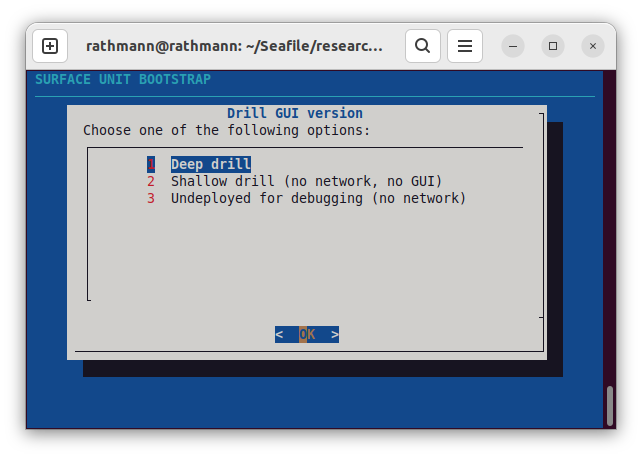 rathmann@rathmann: ~/Seafile/researc...
SURFACE UNIT BOOTSTRAP
Drill GUI version
Choose one of the following options:
1 Deep drill
2 Shallow drill (no network, no GUI)
3 Undeployed for debugging (no network)
< OK >